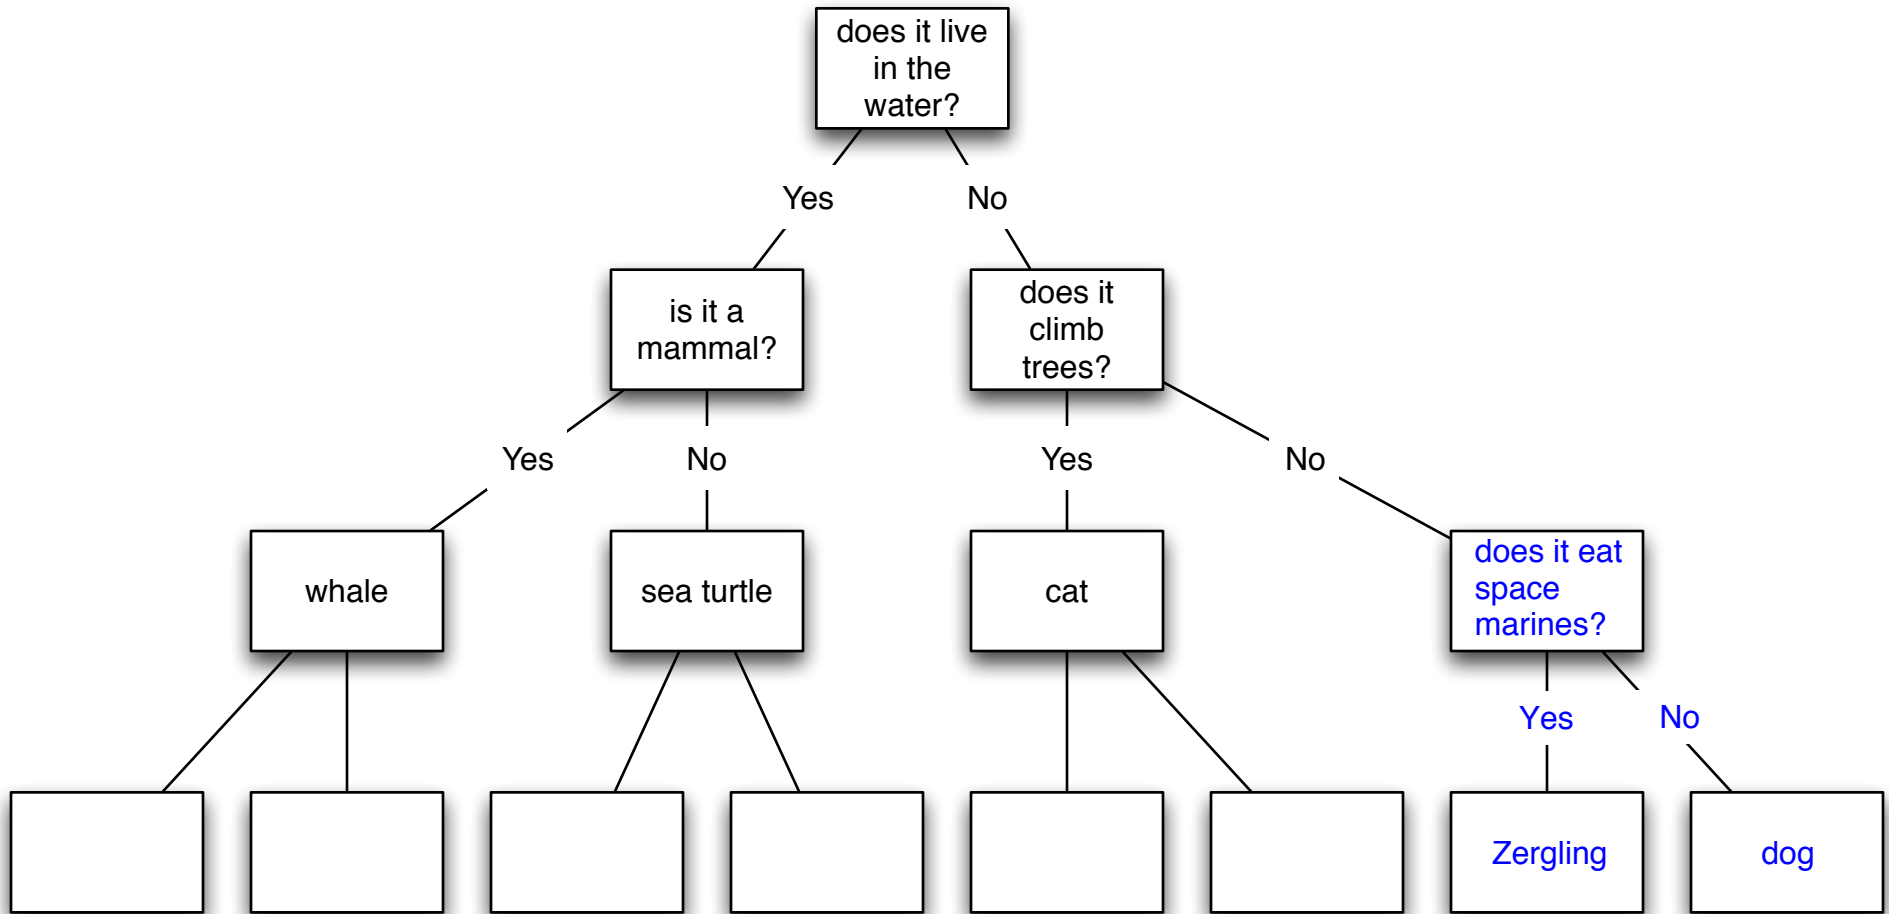 does it live
in the
water?
Yes
No
is it a
mammal?
does it
climb
trees?
Yes
No
Yes
No
whale
sea turtle
cat
does it eat
space
marines?
Yes
No
Zergling
dog